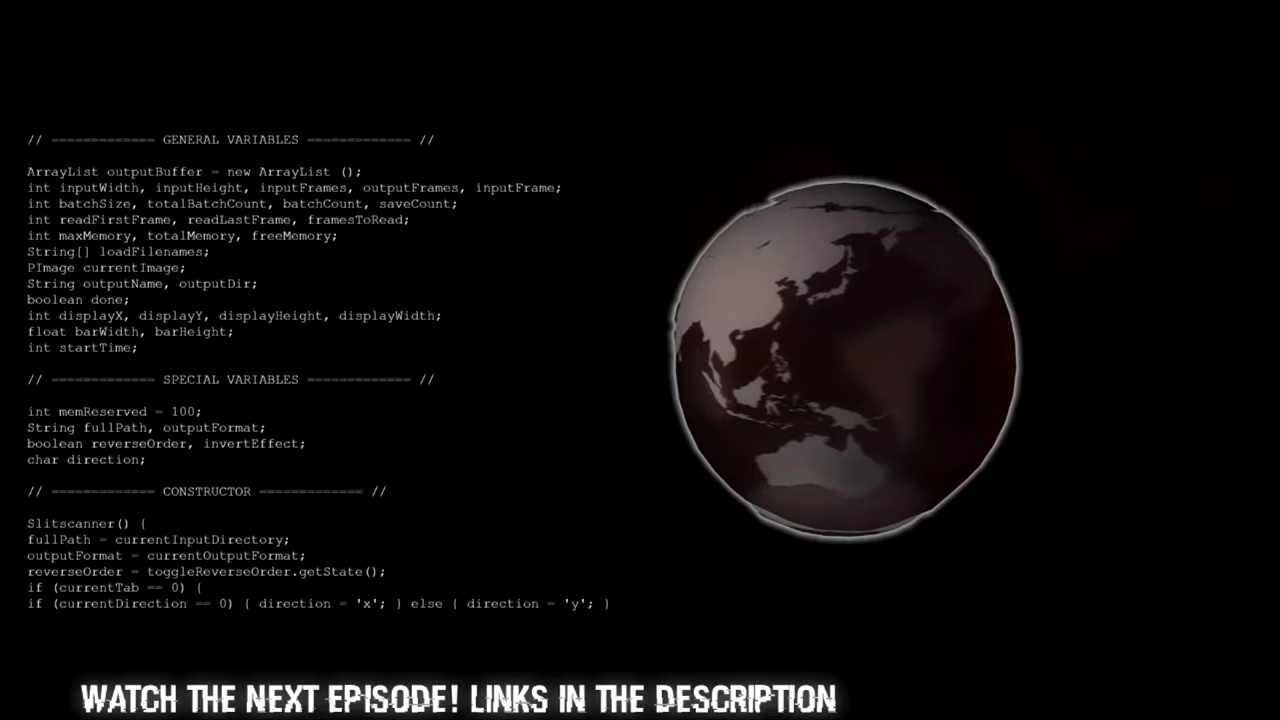 // ============= GENERAL VARIABLES ============= //
ArrayList outputBuffer = new ArrayList ();
int inputWidth, inputHeight, inputFrames, outputFrames, inputFrame;
int batchSize, totalBatchCount, batchCount, saveCount;
int readFirstFrame, readLastFrame, framesToRead;
int maxMemory, totalMemory, freeMemory;
String[] loadFilenames;
PImage currentImage;
String outputName, outputDir;
boolean done;
int displayX, displayY, displayHeight, displayWidth;
float barWidth, barHeight;
int startTime;
// ============= SPECIAL VARIABLES ============= //
int memReserved = 100;
String fullPath, outputFormat;
boolean reverseOrder, invertEffect;
char direction;
// ============= CONSTRUCTOR ============= //
Slitscanner() {
fullPath = currentInputDirectory;
outputFormat = currentOutputFormat;
reverseOrder = toggleReverseOrder.getState();
if (currentTab == 0) {
if (currentDirection == 0) { direction = 'x'; } else { direction = 'y'; }
WATCH THE NEXT EPISODE! LINKS IN THE DESCRIPTION